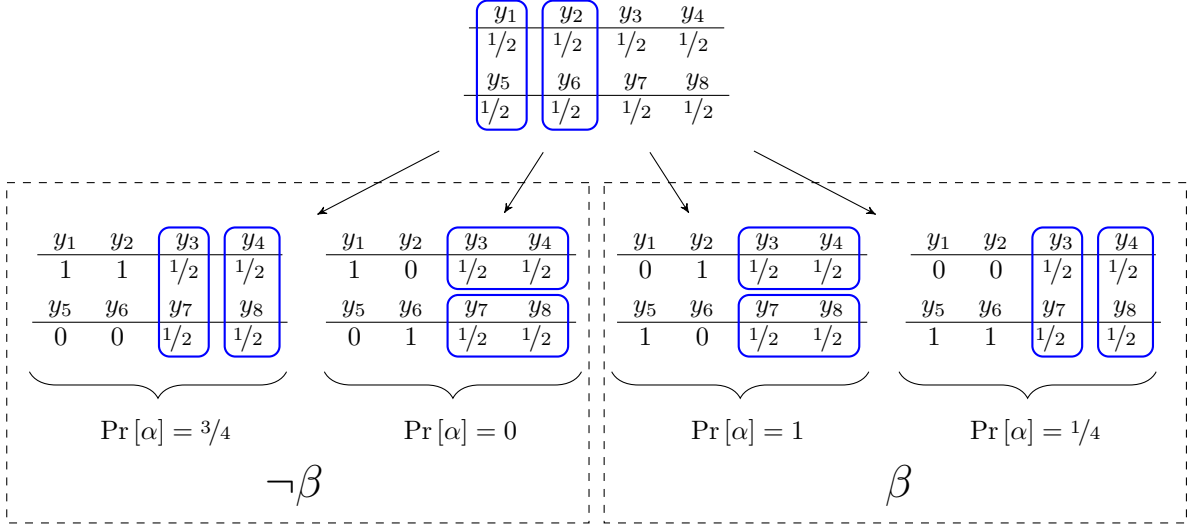 y₁ y₂ y₃ y₄
1/2 1/2 1/2 1/2
y₅ y₆ y₇ y₈
1/2 1/2 1/2 1/2
y₁ y₂ y₃ y₄
1 1 1/2 1/2
y₅ y₆ y₇ y₈
0 0 1/2 1/2
Pr [α] = 3/4
y₁ y₂ y₃ y₄
1 0 1/2 1/2
y₅ y₆ y₇ y₈
0 1 1/2 1/2
Pr [α] = 0
¬β
y₁ y₂ y₃ y₄
0 1 1/2 1/2
y₅ y₆ y₇ y₈
1 0 1/2 1/2
Pr [α] = 1
y₁ y₂ y₃ y₄
0 0 1/2 1/2
y₅ y₆ y₇ y₈
1 1 1/2 1/2
Pr [α] = 1/4
β